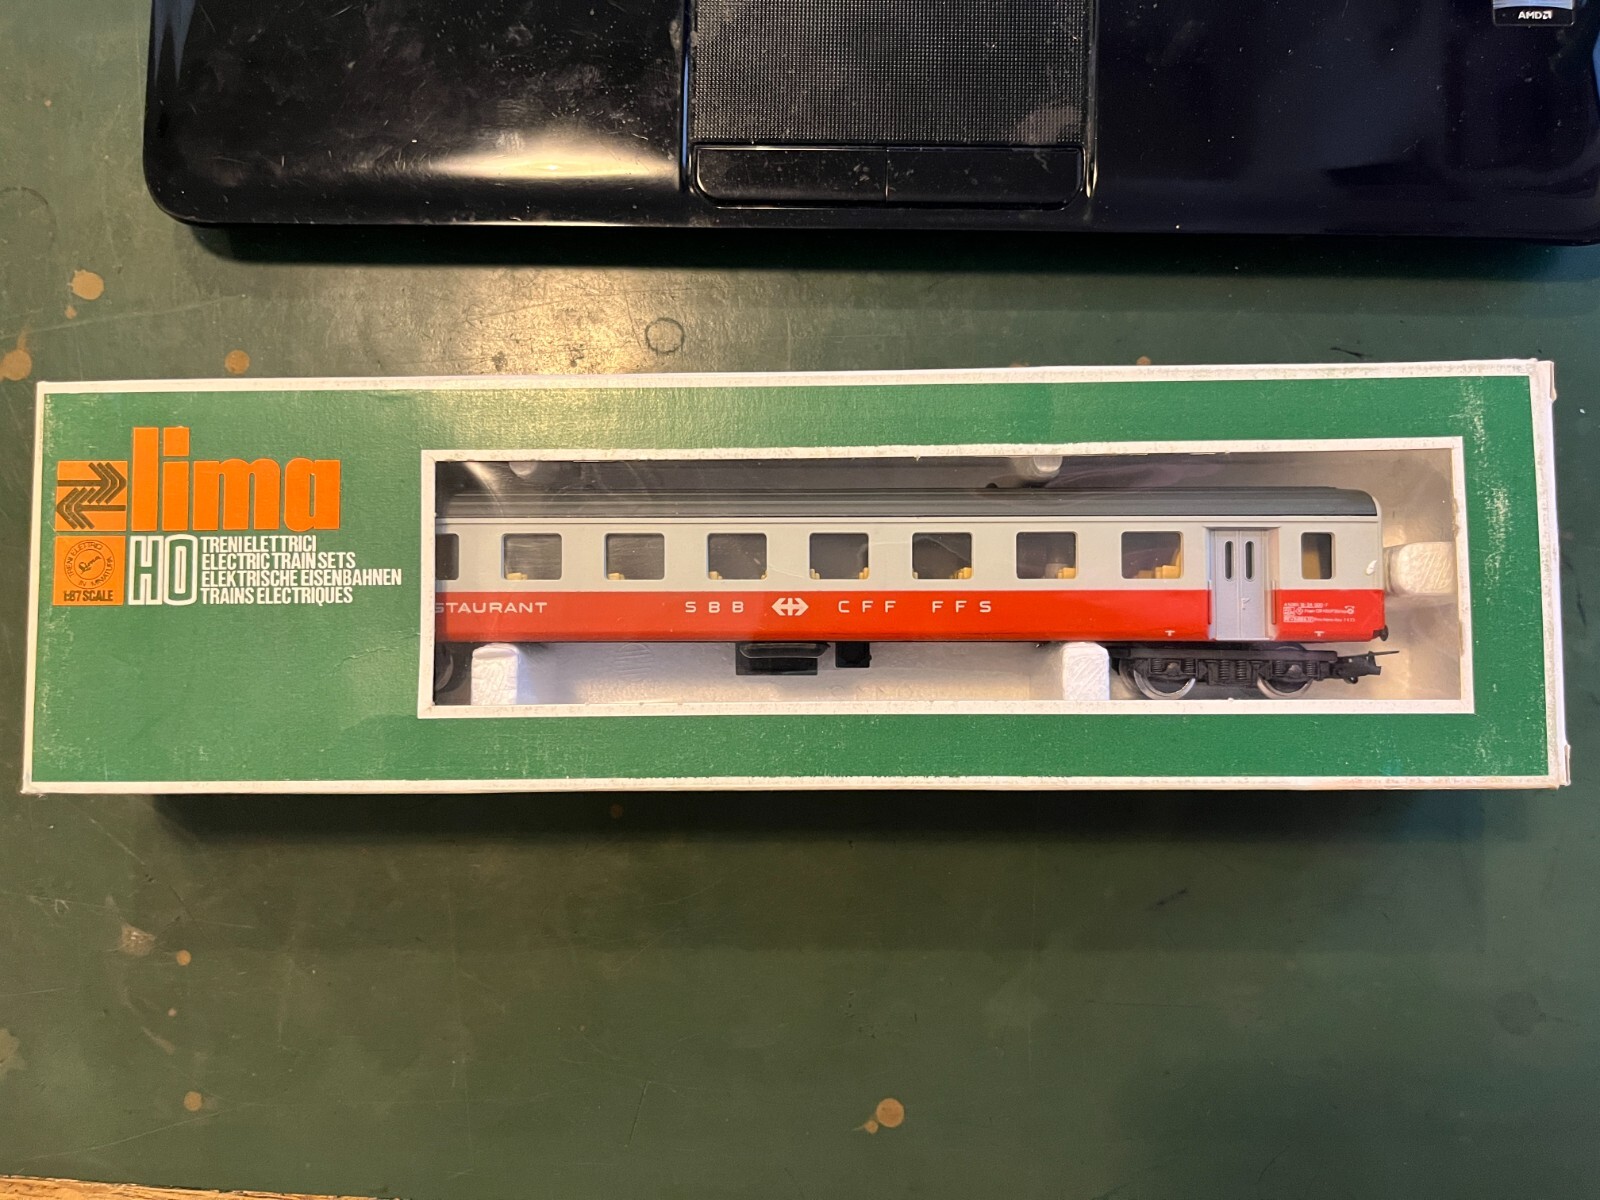 AMD
lima
HO
TRENI ELETTRICI
ELECTRIC TRAIN SETS
ELEKTRISCHE EISENBAHNEN
TRAINS ELECTRIQUES
1:87 SCALE
STAURANT
SBB CFF FFS